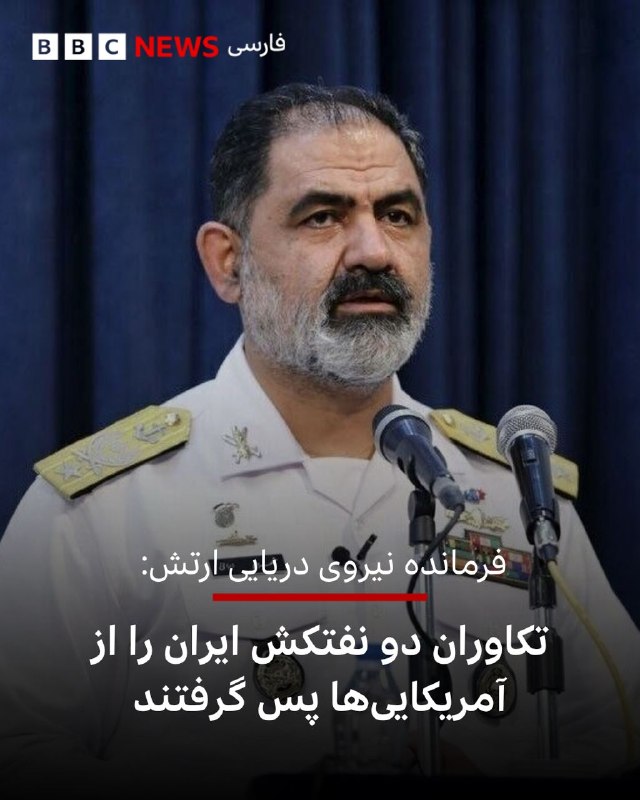 BBC NEWS فارسی
فرمانده نیروی دریایی ارتش:
تکاوران دو نفتکش ایران را از
آمریکایی‌ها پس گرفتند